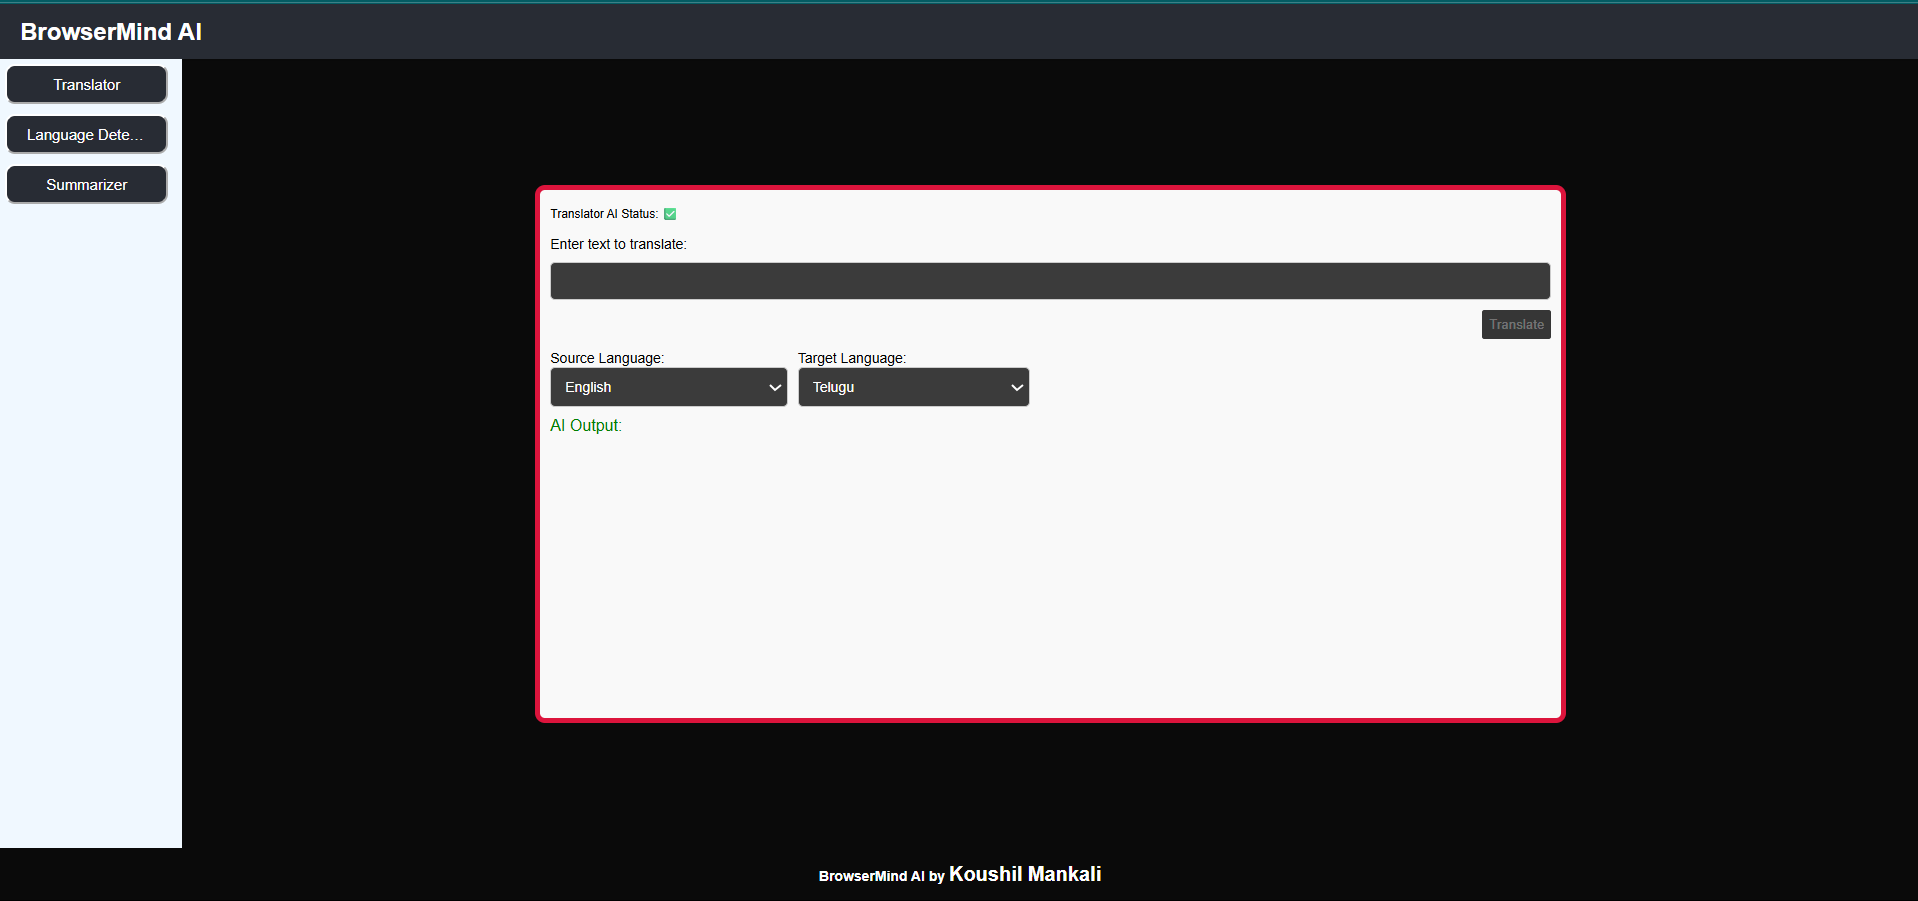 BrowserMind AI
Translator
Language Dete...
Summarizer
Translator AI Status: ✅
Enter text to translate:
Translate
Source Language:
Target Language:
English
Telugu
AI Output:
BrowserMind AI by Koushil Mankali